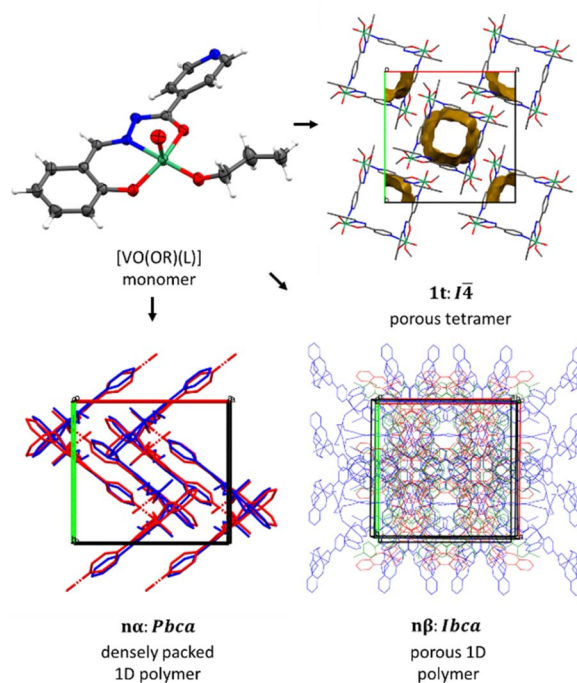 [VO(OR)(L)]
monomer
1t: I4̅
porous tetramer
nα: Pbca
densely packed
1D polymer
nβ: Ibca
porous 1D
polymer